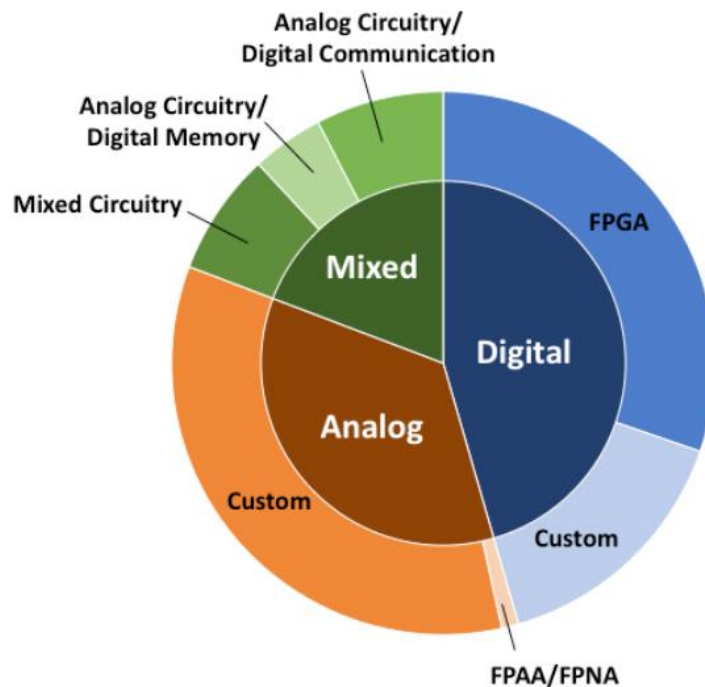 Analog Circuitry/
Digital Communication
Analog Circuitry/
Digital Memory
Mixed Circuitry
FPGA
Mixed
Digital
Analog
Custom
Custom
FPAA/FPNA